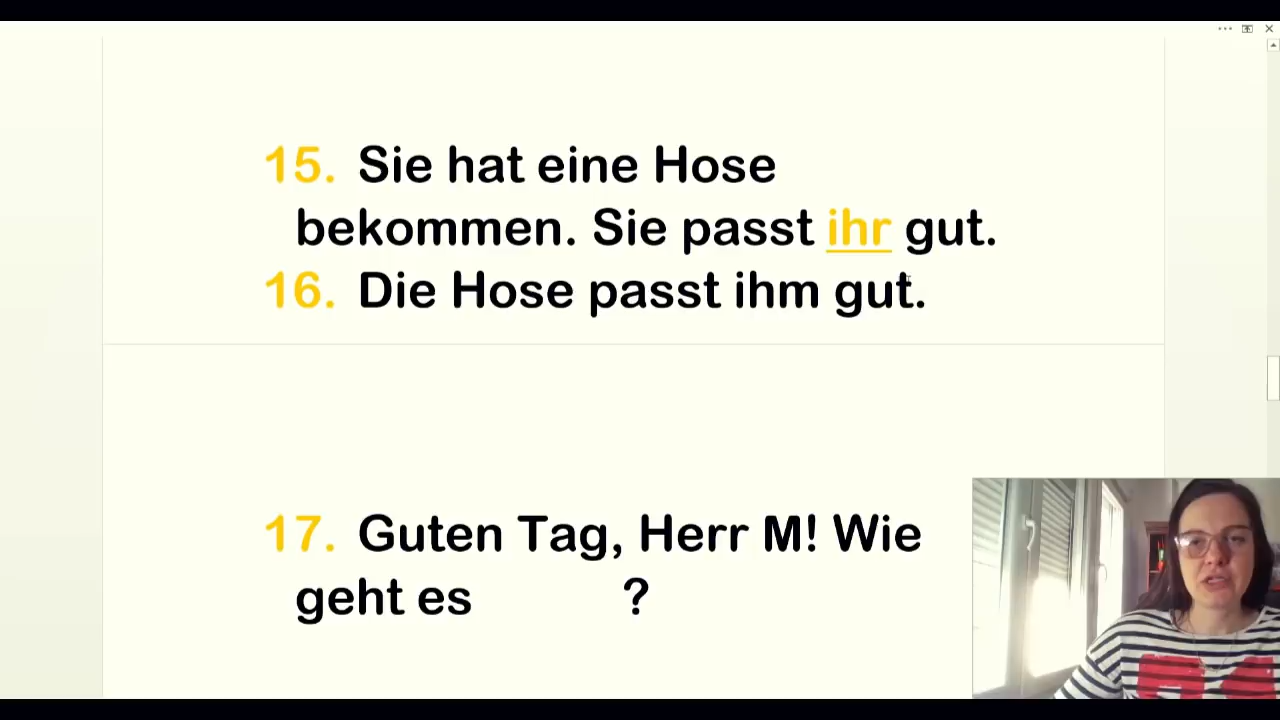 15. Sie hat eine Hose
bekommen. Sie passt ihr gut.
16. Die Hose passt ihm gut.
17. Guten Tag, Herr M! Wie
geht es ?